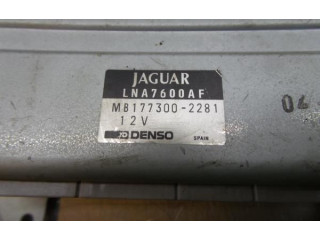 JAGUAR
LNA7600AF
M8177300-2281
12V
DENSO SPAIN
04